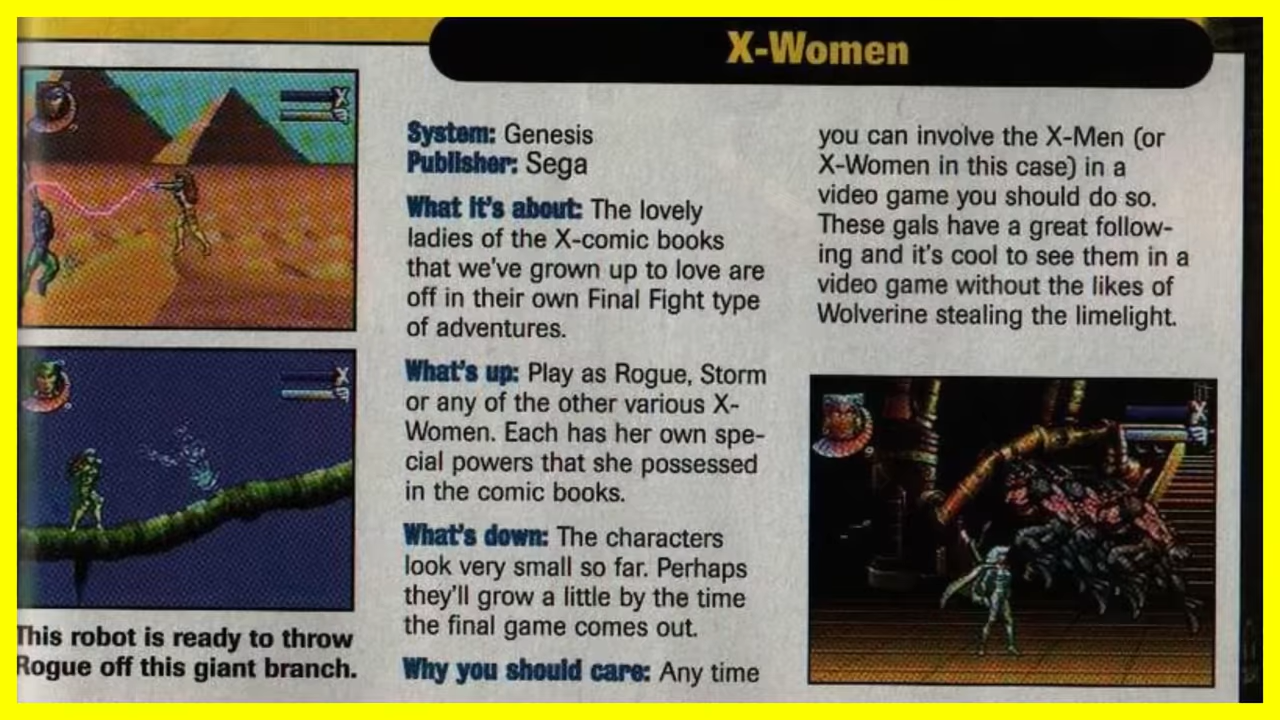 X-Women
System: Genesis
Publisher: Sega
What it's about: The lovely
ladies of the X-comic books
that we've grown up to love are
off in their own Final Fight type
of adventures.
What's up: Play as Rogue, Storm
or any of the other various X-
Women. Each has her own spe-
cial powers that she possessed
in the comic books.
What's down: The characters
look very small so far. Perhaps
they'll grow a little by the time
the final game comes out.
Why you should care: Any time
you can involve the X-Men (or
X-Women in this case) in a
video game you should do so.
These gals have a great follow-
ing and it's cool to see them in a
video game without the likes of
Wolverine stealing the limelight.
This robot is ready to throw
Rogue off this giant branch.